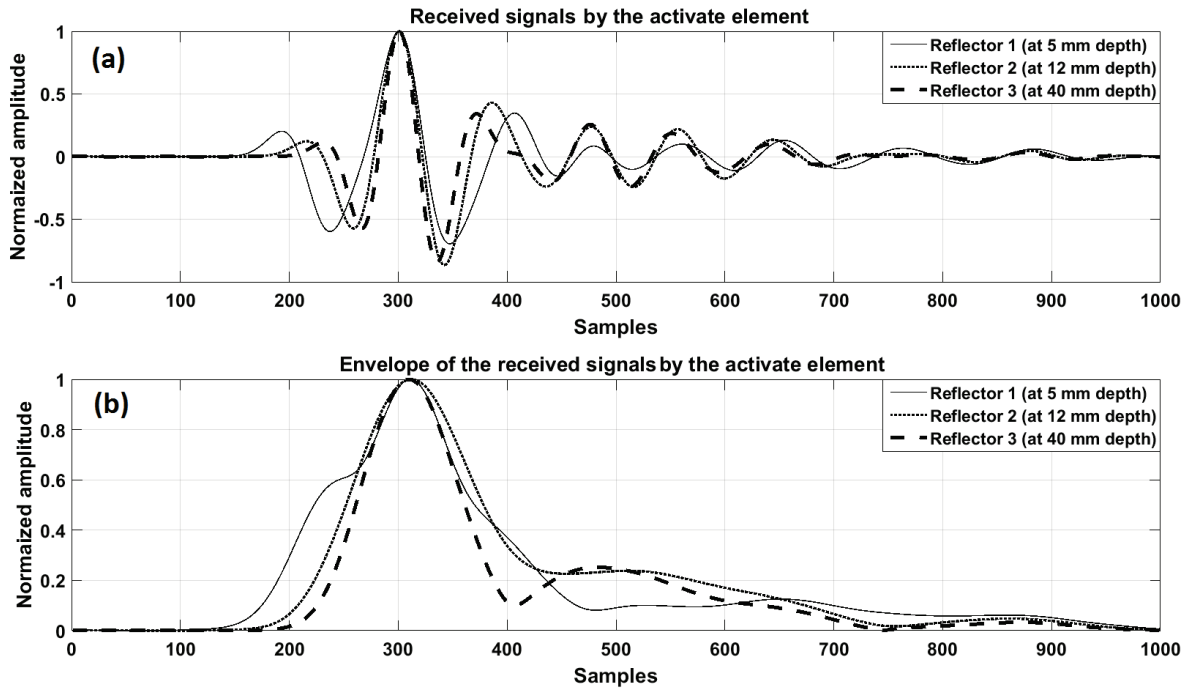 Received signals by the activate element
(a)
Normaized amplitude
1
0.5
0
-0.5
-1
Reflector 1 (at 5 mm depth)
Reflector 2 (at 12 mm depth)
Reflector 3 (at 40 mm depth)
0 100 200 300 400 500 600 700 800 900 1000
Samples
Envelope of the received signals by the activate element
(b)
Normaized amplitude
1
0.8
0.6
0.4
0.2
0
Reflector 1 (at 5 mm depth)
Reflector 2 (at 12 mm depth)
Reflector 3 (at 40 mm depth)
0 100 200 300 400 500 600 700 800 900 1000
Samples